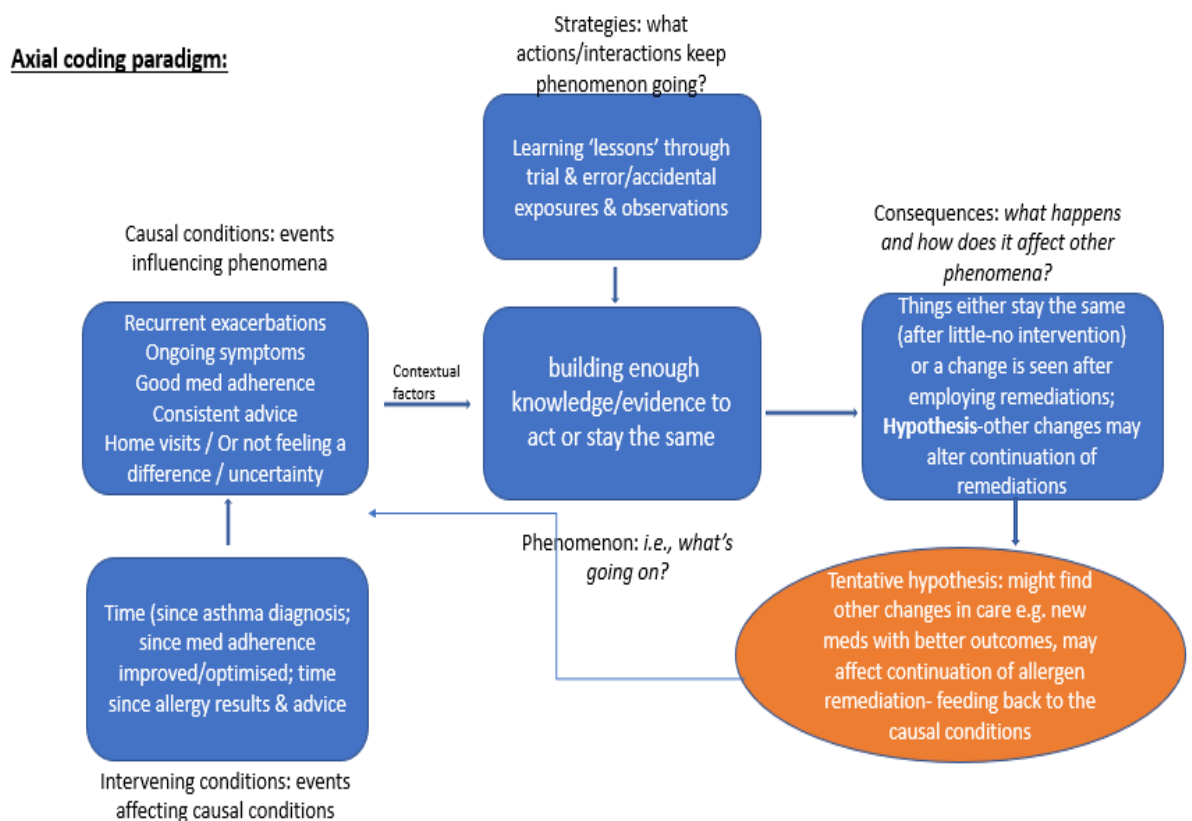 Axial coding paradigm:
Strategies: what
actions/interactions keep
phenomenon going?
Learning ‘lessons’ through
trial & error/accidental
exposures & observations
Causal conditions: events
influencing phenomena
Recurrent exacerbations
Ongoing symptoms
Good med adherence
Consistent advice
Home visits / Or not feeling a
difference / uncertainty
Contextual
factors
building enough
knowledge/evidence to
act or stay the same
Phenomenon: i.e., what’s
going on?
Consequences: what happens
and how does it affect other
phenomena?
Things either stay the same
(after little-no intervention)
or a change is seen after
employing remediations;
Hypothesis-other changes may
alter continuation of
remediations
Tentative hypothesis: might find
other changes in care e.g. new
meds with better outcomes, may
affect continuation of allergen
remediation- feeding back to the
causal conditions
Time (since asthma diagnosis;
since med adherence
improved/optimised; time
since allergy results & advice
Intervening conditions: events
affecting causal conditions